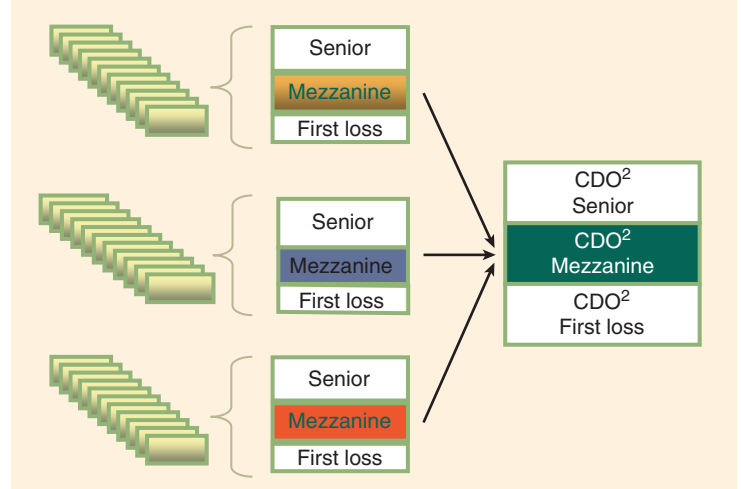 Senior
Mezzanine
First loss
Senior
Mezzanine
First loss
Senior
Mezzanine
First loss
CDO²
Senior
CDO²
Mezzanine
CDO²
First loss